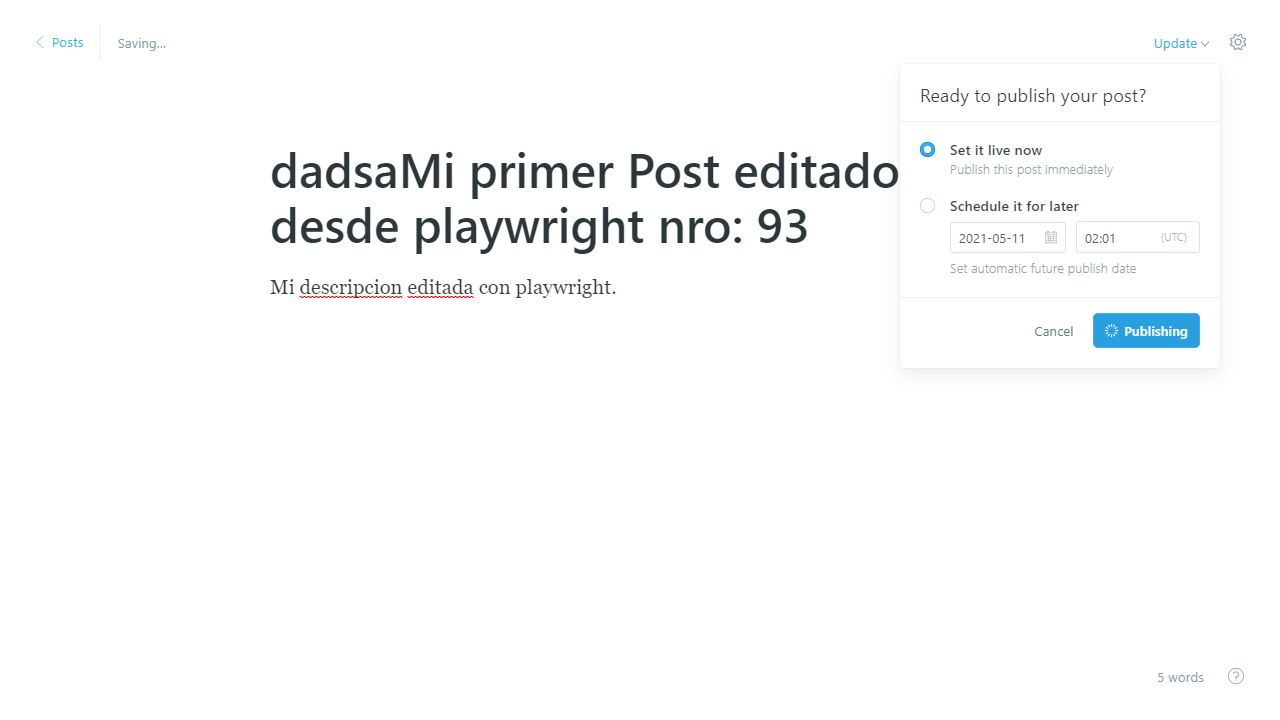 Posts
Saving...
Update
Ready to publish your post?
Set it live now
Publish this post immediately
Schedule it for later
2021-05-11
02:01 (UTC)
Set automatic future publish date
Cancel
Publishing
dadsaMi primer Post editado
desde playwright nro: 93
Mi descripcion editada con playwright.
5 words
?